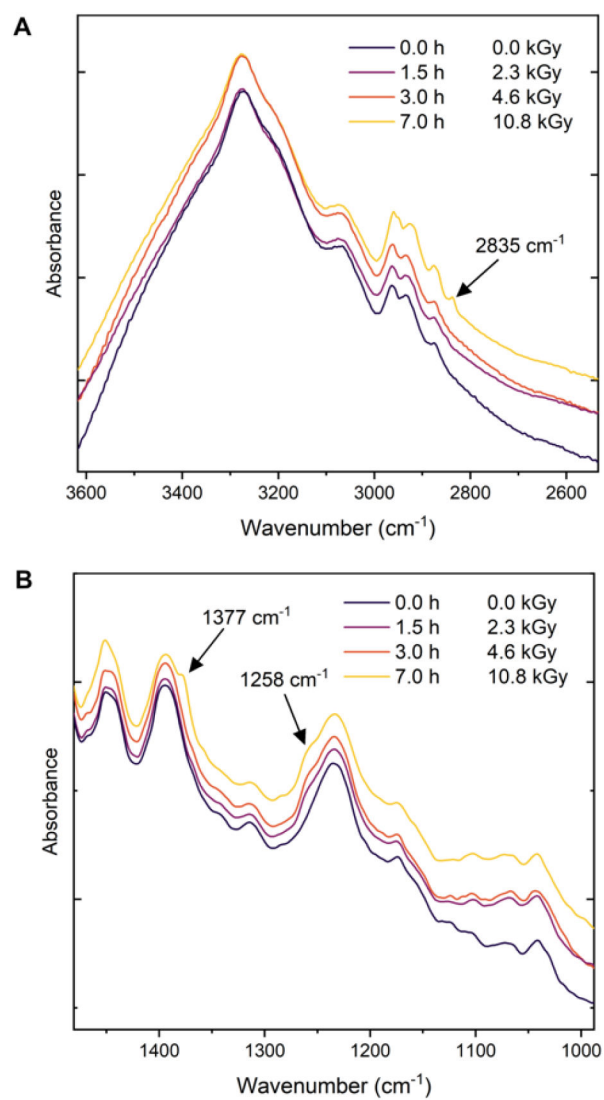 A
0.0 h 0.0 kGy
1.5 h 2.3 kGy
3.0 h 4.6 kGy
7.0 h 10.8 kGy
2835 cm⁻¹
Absorbance
3600 3400 3200 3000 2800 2600
Wavenumber (cm⁻¹)
B
0.0 h 0.0 kGy
1377 cm⁻¹
1.5 h 2.3 kGy
3.0 h 4.6 kGy
1258 cm⁻¹
7.0 h 10.8 kGy
Absorbance
1400 1300 1200 1100 1000
Wavenumber (cm⁻¹)